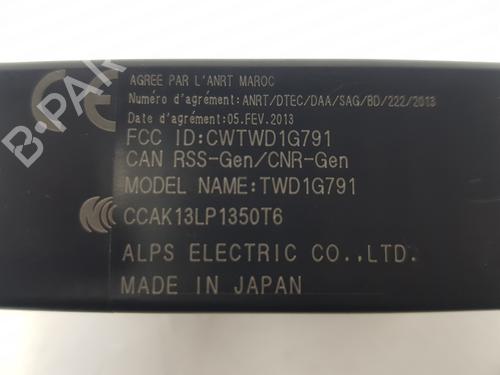 AGREE PAR L'ANRT MAROC
Numéro d'agrément:ANRT/DTEC/DAA/SAG/BD/222/2013
Date d'agrément:05.FEV.2013
FCC ID:CWTWD1G791
CAN RSS-Gen/CNR-Gen
MODEL NAME:TWD1G791
CCAK13LP1350T6
ALPS ELECTRIC CO.,LTD.
MADE IN JAPAN